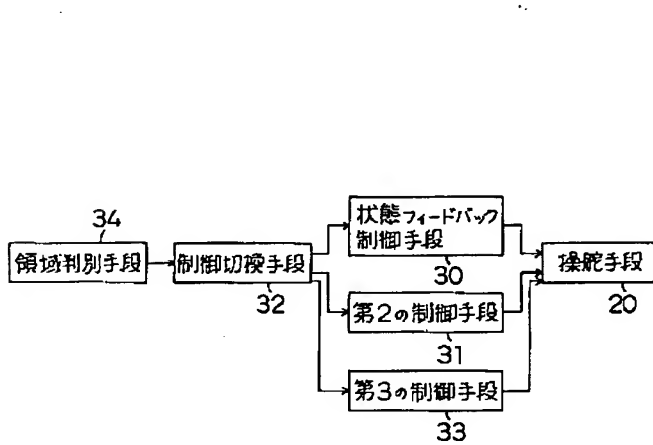 34
領域判別手段
制御切換手段
32
状態フィードバック
制御手段
30
第2の制御手段
31
第3の制御手段
33
操舵手段
20